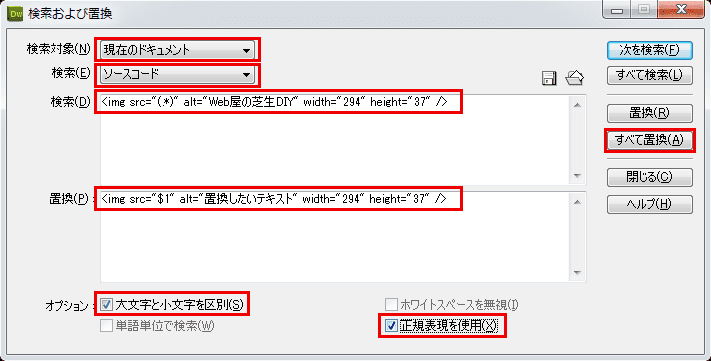 Dw 検索および置換
検索対象(N) 現在のドキュメント 次を検索(F)
検索(E) ソースコード すべて検索(L)
検索(D) <img src="(.*)" alt="Web屋の芝生DIY" width="294" height="37" />
置換(R)
すべて置換(A)
閉じる(C)
置換(P): <img src="$1" alt="置換したいテキスト" width="294" height="37" />
ヘルプ(H)
オプション: 大文字と小文字を区別(S) ホワイトスペースを無視(I)
単語単位で検索(W) 正規表現を使用(X)